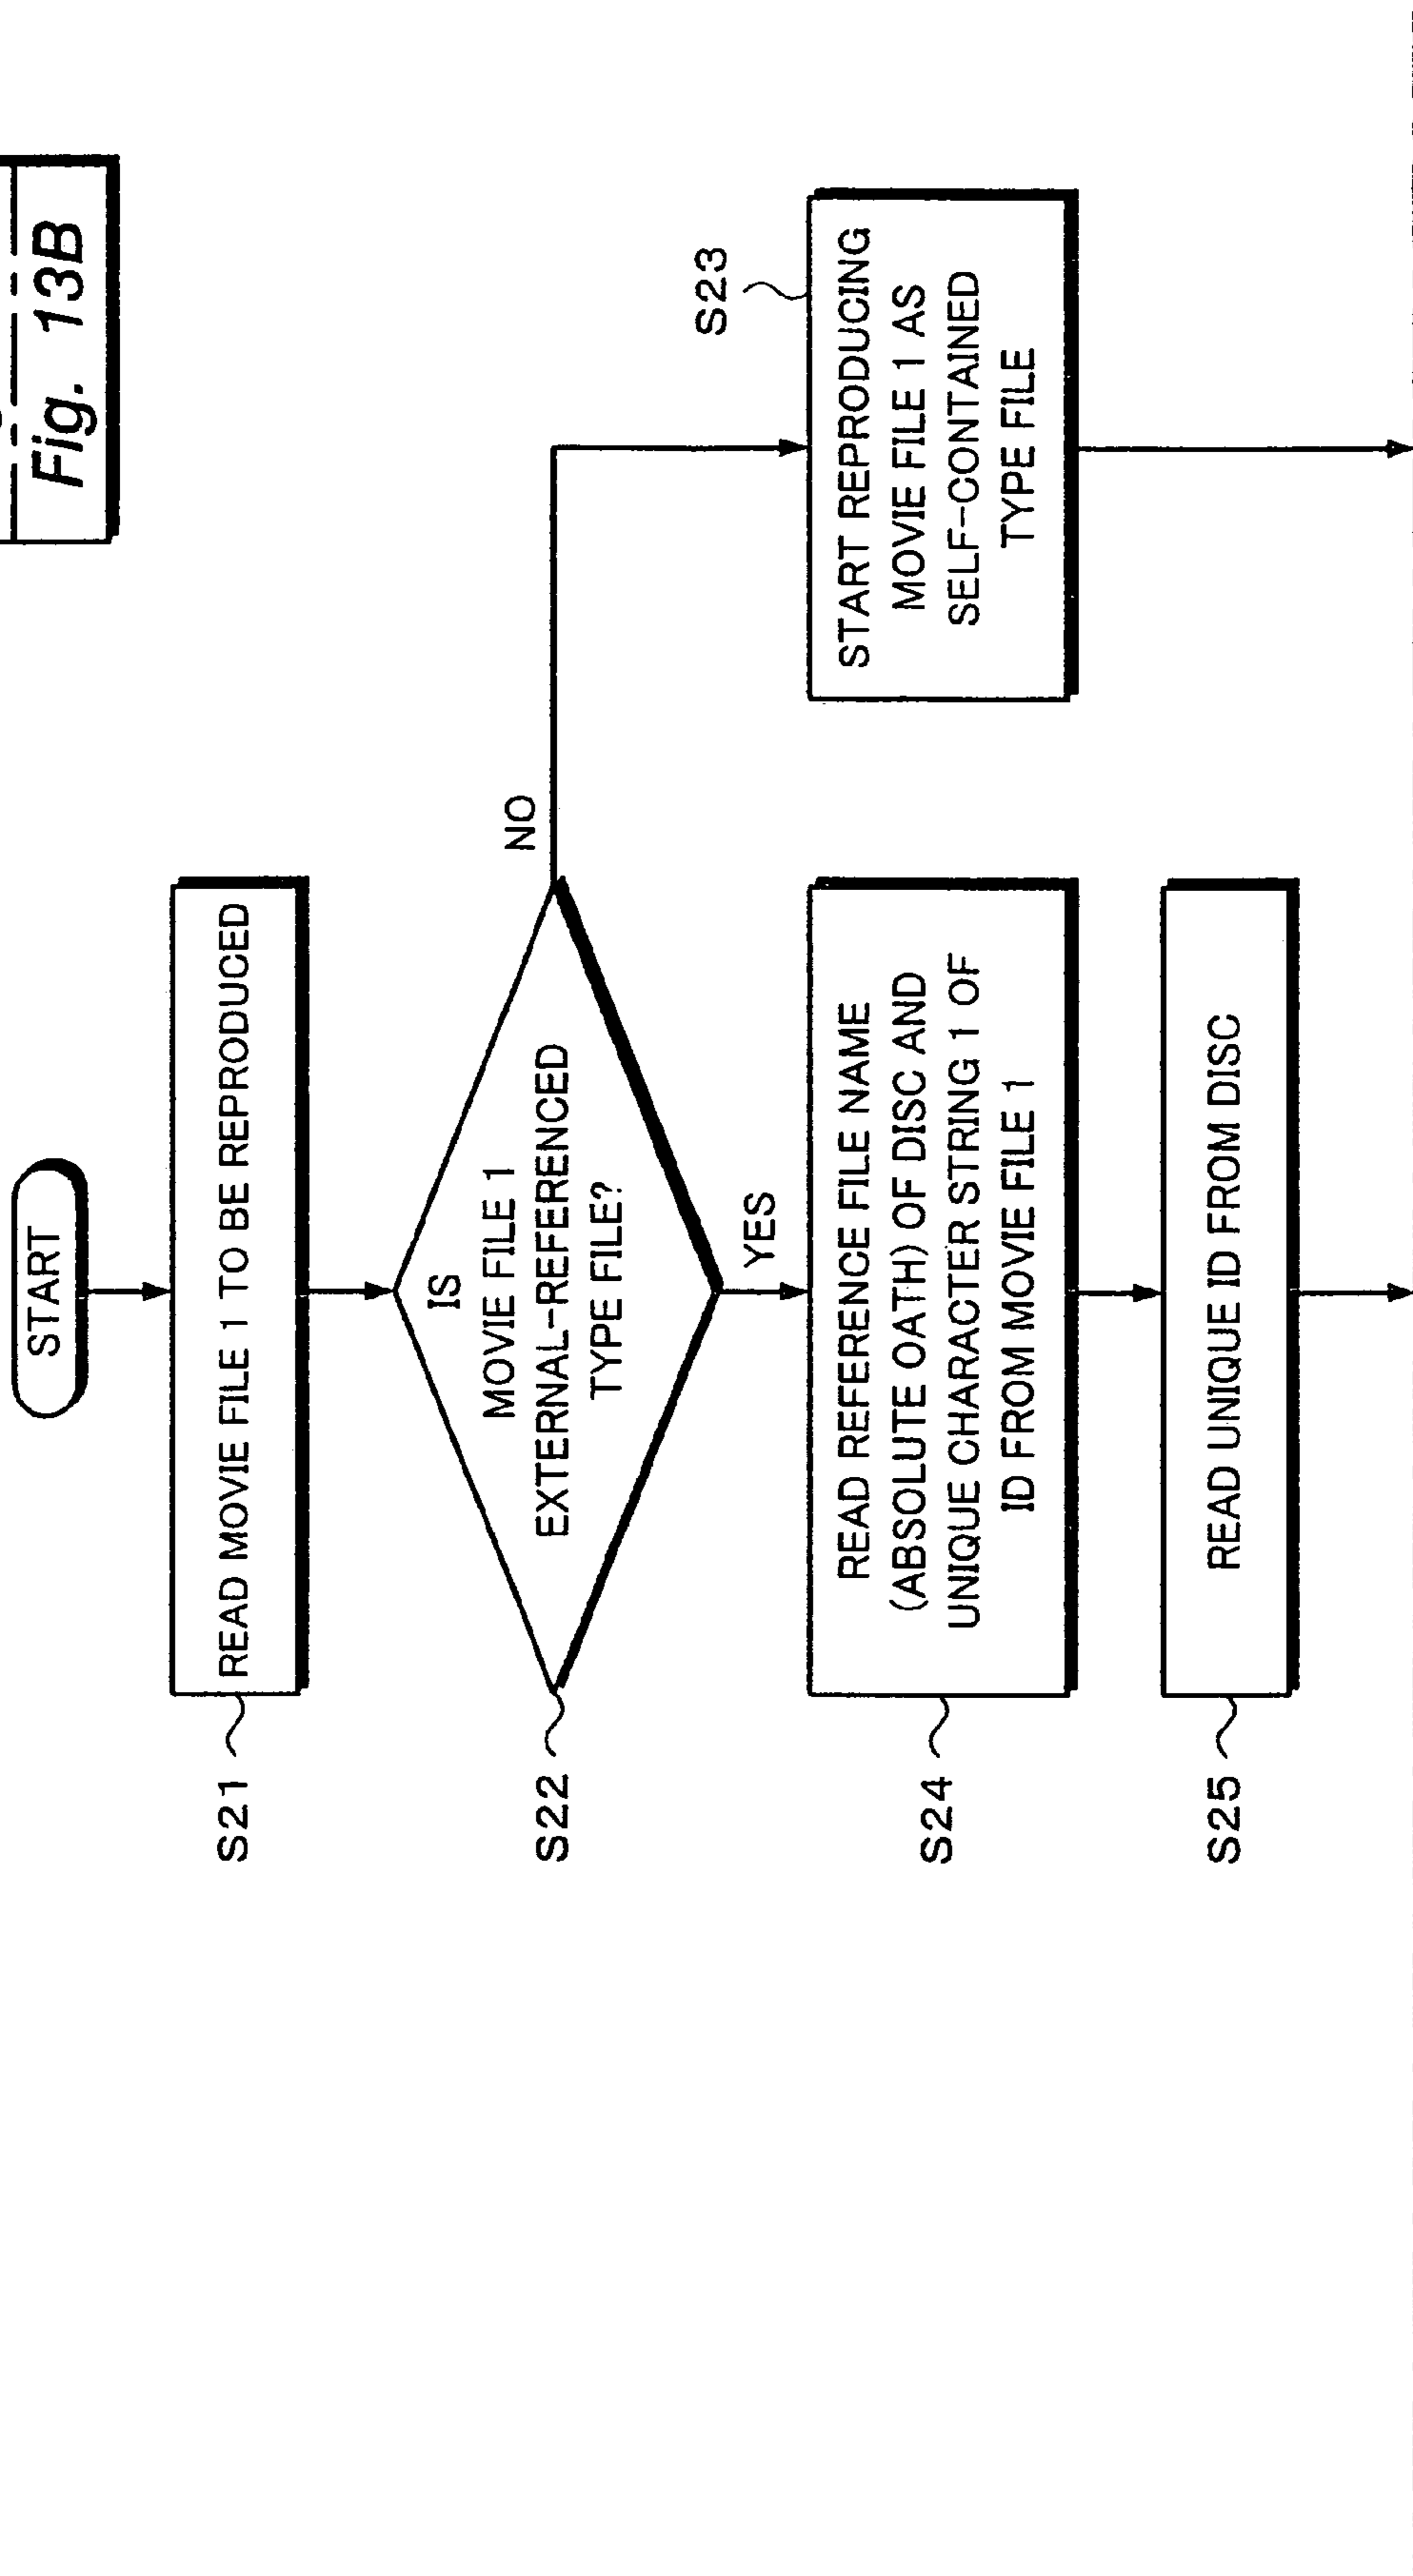 Fig. 13B
START
S21
READ MOVIE FILE 1 TO BE REPRODUCED
S22
IS
MOVIE FILE 1
EXTERNAL-REFERENCED
TYPE FILE?
NO
YES
S23
START REPRODUCING
MOVIE FILE 1 AS
SELF-CONTAINED
TYPE FILE
S24
READ REFERENCE FILE NAME
(ABSOLUTE OATH) OF DISC AND
UNIQUE CHARACTER STRING 1 OF
ID FROM MOVIE FILE 1
S25
READ UNIQUE ID FROM DISC